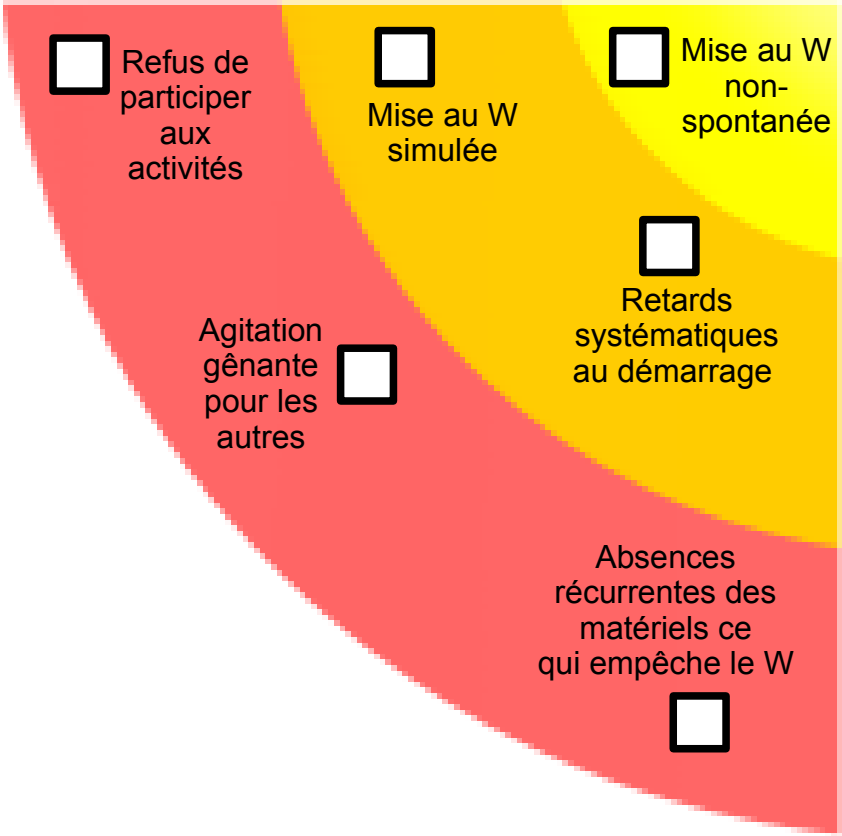 Refus de
participer
aux
activités
Mise au W
simulée
Mise au W
non-
spontanée
Retards
systématiques
au démarrage
Agitation
gênante
pour les
autres
Absences
récurrentes des
matériels ce
qui empêche le W